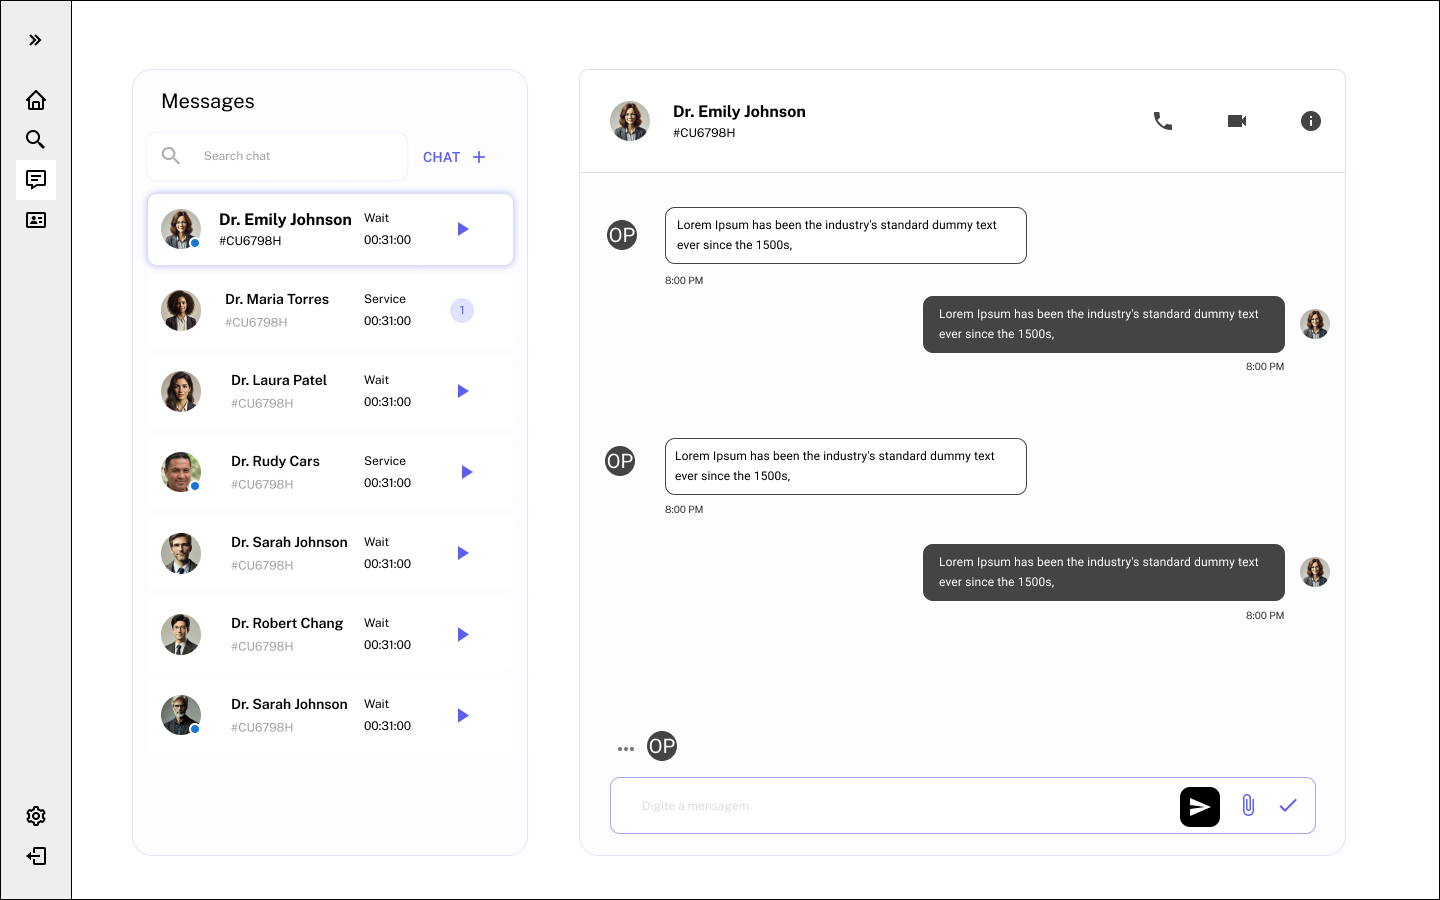 Messages
Search chat
CHAT +
Dr. Emily Johnson Wait
#CU6798H 00:31:00
Dr. Maria Torres Service
#CU6798H 00:31:00
1
Dr. Laura Patel Wait
#CU6798H 00:31:00
Dr. Rudy Cars Service
#CU6798H 00:31:00
Dr. Sarah Johnson Wait
#CU6798H 00:31:00
Dr. Robert Chang Wait
#CU6798H 00:31:00
Dr. Sarah Johnson Wait
#CU6798H 00:31:00
Dr. Emily Johnson
#CU6798H
OP
Lorem Ipsum has been the industry's standard dummy text
ever since the 1500s,
8:00 PM
Lorem Ipsum has been the industry's standard dummy text
ever since the 1500s,
8:00 PM
OP
Lorem Ipsum has been the industry's standard dummy text
ever since the 1500s,
8:00 PM
Lorem Ipsum has been the industry's standard dummy text
ever since the 1500s,
8:00 PM
... OP
Digite a mensagem